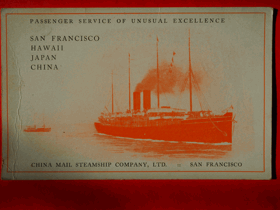 PASSENGER SERVICE OF UNUSUAL EXCELLENCE
SAN FRANCISCO
HAWAII
JAPAN
CHINA
CHINA MAIL STEAMSHIP COMPANY, LTD. - SAN FRANCISCO